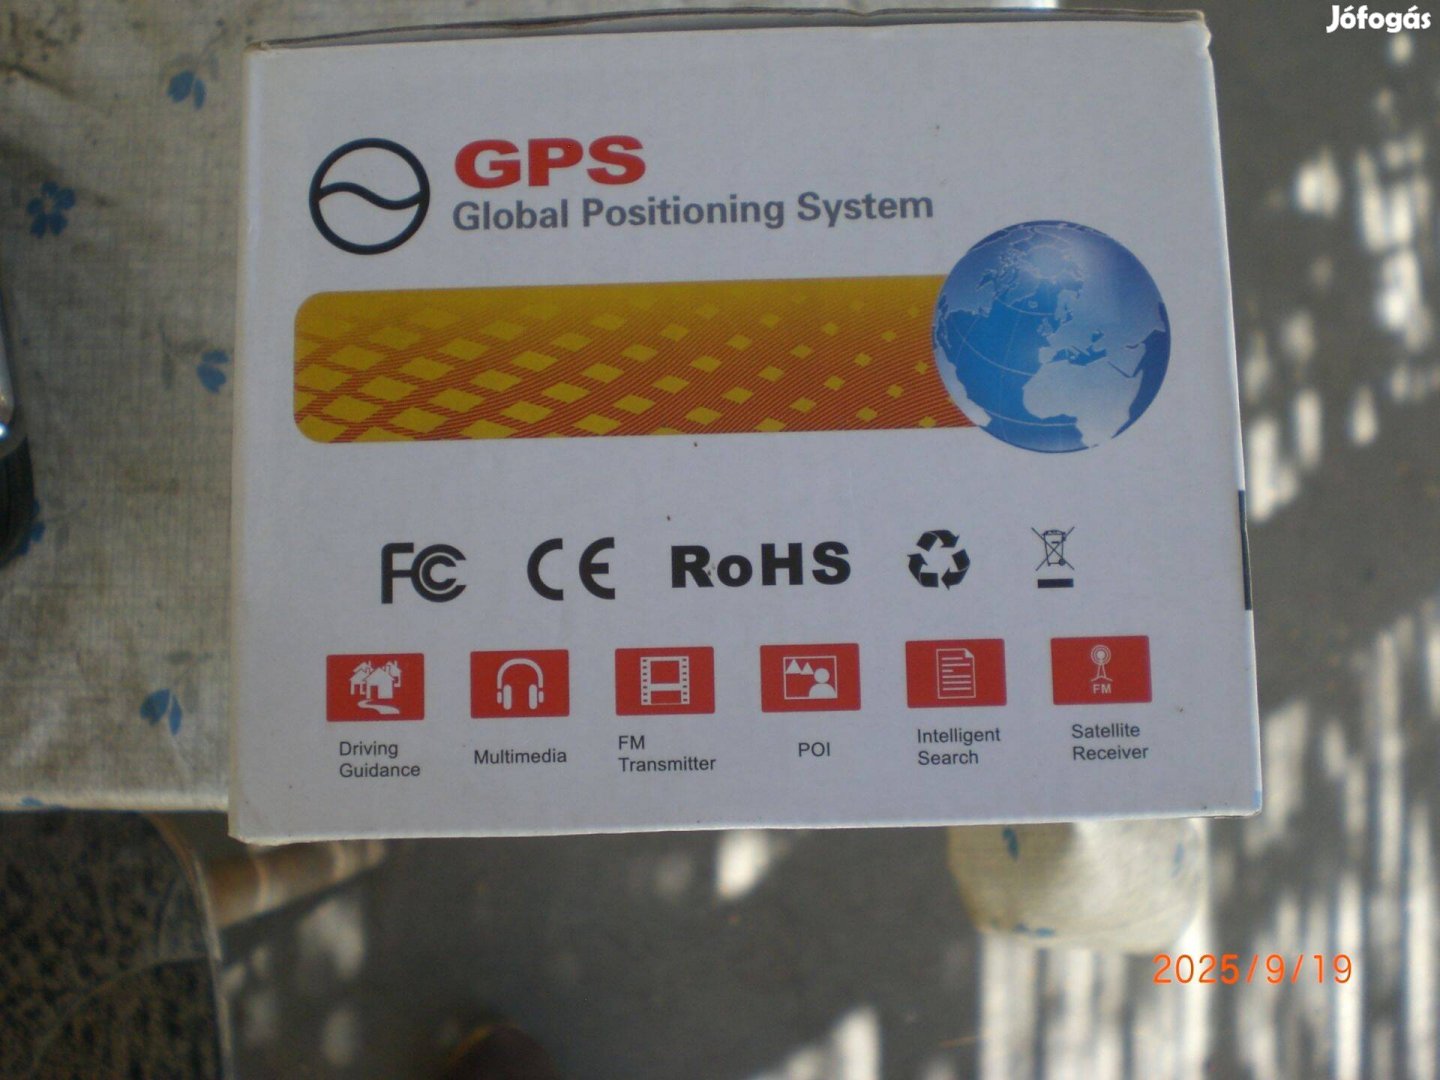 Jófogás
GPS
Global Positioning System
FC CE RoHS
FM
Driving
Guidance
Multimedia
FM
Transmitter
POI
Intelligent
Search
Satellite
Receiver
2025/9/19